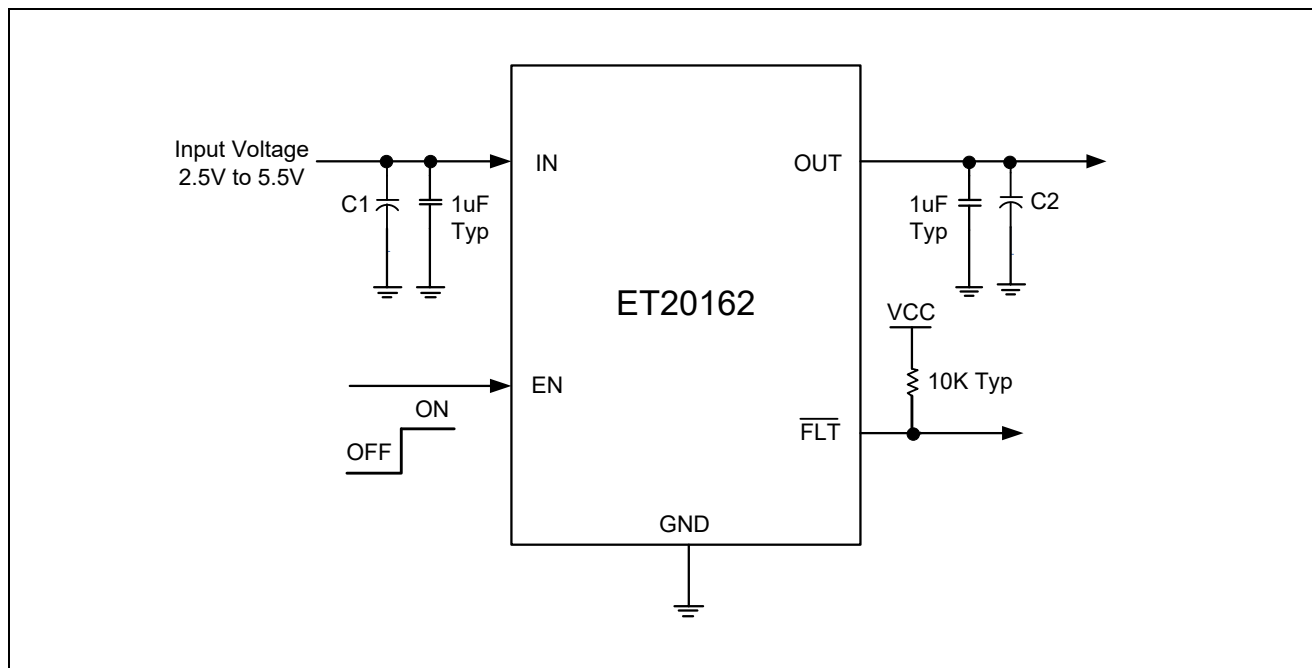 Input Voltage
2.5V to 5.5V
IN
OUT
C1
1uF
Typ
1uF
Typ
C2
ET20162
VCC
10K Typ
EN
ON
OFF
FLT
GND